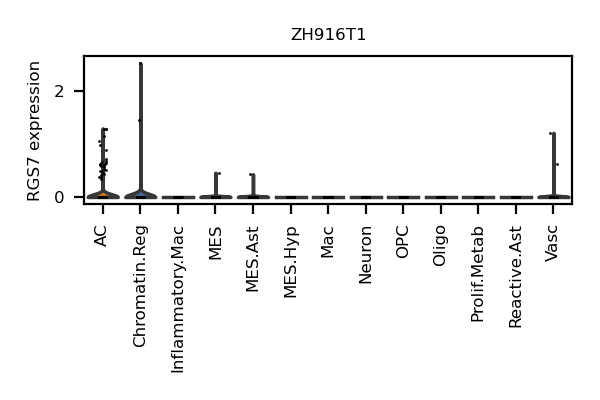 ZH916T1
RGS7 expression
2
0
AC
Chromatin.Reg
Inflammatory.Mac
MES
MES.Ast
MES.Hyp
Mac
Neuron
OPC
Oligo
Prolif.Metab
Reactive.Ast
Vasc